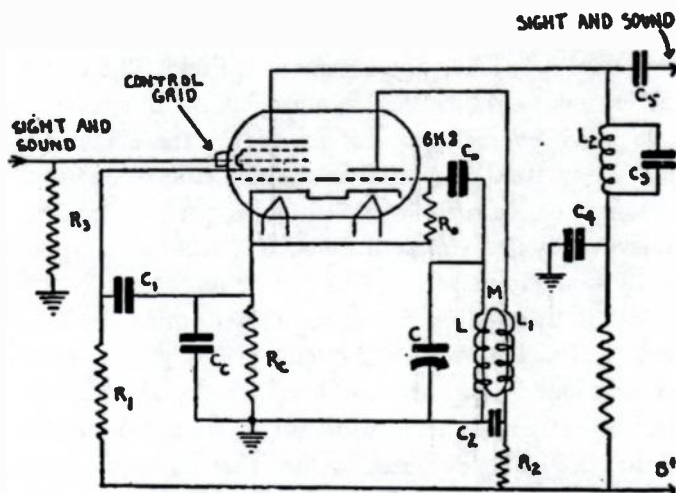 SIGHT AND SOUND
C5
CONTROL
GRID
SIGHT AND
SOUND
6K8
C0
L2
C3
R3
R0
C4
C1
M
L
L1
C
CC
RC
R1
C2
R2
B+